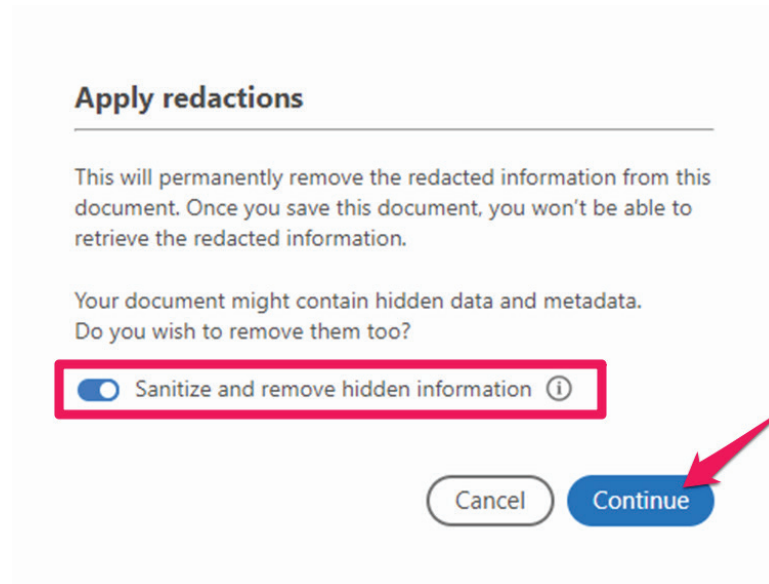 Apply redactions
This will permanently remove the redacted information from this
document. Once you save this document, you won't be able to
retrieve the redacted information.
Your document might contain hidden data and metadata.
Do you wish to remove them too?
Sanitize and remove hidden information
Cancel Continue